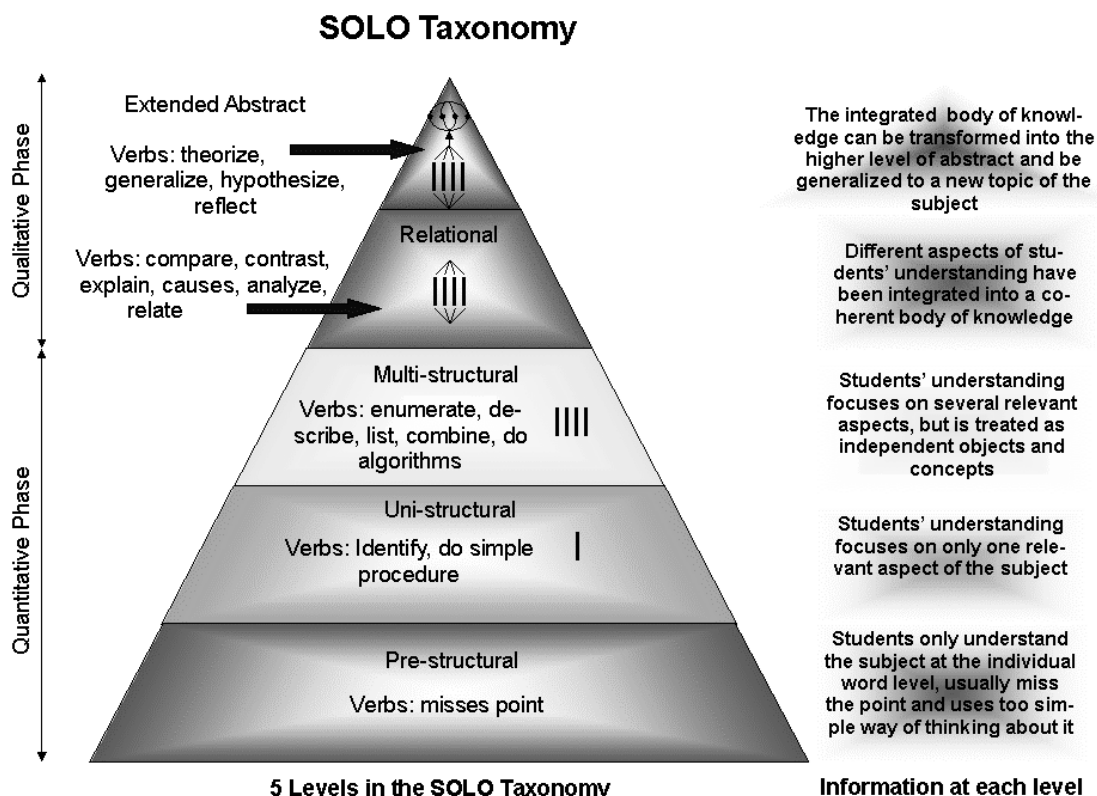 SOLO Taxonomy
Qualitative Phase
Quantitative Phase
Extended Abstract
Verbs: theorize,
generalize, hypothesize,
reflect
Relational
Verbs: compare, contrast,
explain, causes, analyze,
relate
Multi-structural
Verbs: enumerate, de-
scribe, list, combine, do
algorithms
Uni-structural
Verbs: Identify, do simple
procedure
Pre-structural
Verbs: misses point
5 Levels in the SOLO Taxonomy
The integrated body of knowl-
edge can be transformed into the
higher level of abstract and be
generalized to a new topic of the
subject
Different aspects of stu-
dents’ understanding have
been integrated into a co-
herent body of knowledge
Students’ understanding
focuses on several relevant
aspects, but is treated as
independent objects and
concepts
Students’ understanding
focuses on only one rele-
vant aspect of the subject
Students only understand
the subject at the individual
word level, usually miss
the point and uses too sim-
ple way of thinking about it
Information at each level